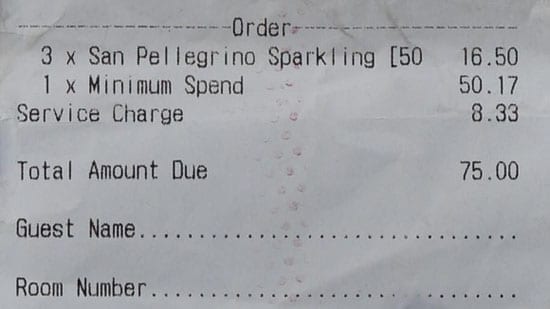 --------------------Order--------------------
3 x San Pellegrino Sparkling [50 16.50
1 x Minimum Spend 50.17
Service Charge 8.33
Total Amount Due 75.00
Guest Name................................
Room Number...............................